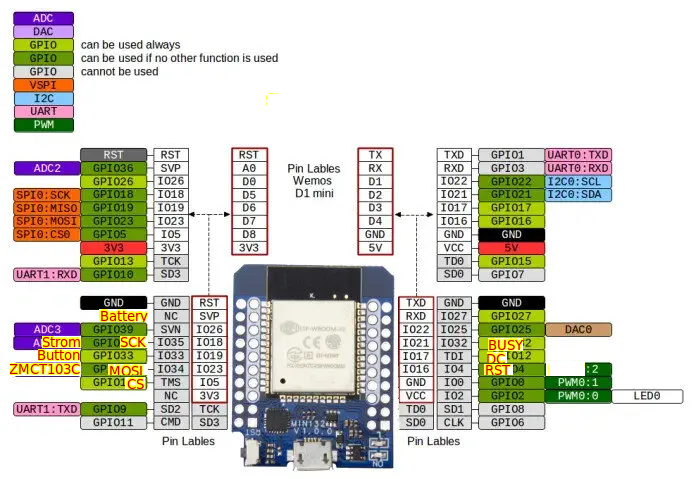 ADC
DAC
GPIO can be used always
GPIO can be used if no other function is used
GPIO cannot be used
VSPI
I2C
UART
PWM
RST RST RST TX TXD GPIO1 UART0:TXD
ADC2 GPIO36 SVP A0 Pin Lables RX RXD GPIO3 UART0:RXD
GPIO26 IO26 D0 Wemos D1 IO22 GPIO22 I2C0:SCL
SPI0:SCK GPIO18 IO18 D5 D1 mini D2 IO21 GPIO21 I2C0:SDA
SPI0:MISO GPIO19 IO19 D6 D3 IO17 GPIO17
SPI0:MOSI GPIO23 IO23 D7 D4 IO16 GPIO16
SPI0:CS0 GPIO5 IO5 D8 GND GND GND
3V3 3V3 3V3 5V VCC 5V
GPIO13 TCK TD0 GPIO15
UART1:RXD GPIO10 SD3 SD0 GPIO7
GND GND RST TXD GND GND
Battery NC SVP RXD IO27 GPIO27
ADC3 GPIO39 SVN IO26 IO22 IO25 GPIO25 DAC0
Strom SCK IO35 IO18 IO21 IO32 BUSY 2
Button GPIO33 IO33 IO19 IO17 TDI DC IO12
ZMCT103C MOSI IO34 IO23 IO16 IO4 RST 04 :2
GPIO1 CS TMS IO5 GND IO0 GPIO0 PWM0:1
NC 3V3 VCC IO2 GPIO2 PWM0:0 LED0
UART1:TXD GPIO9 SD2 TCK TD0 SD1 GPIO8
GPIO11 CMD SD3 SD0 CLK GPIO6
Pin Lables Pin Lables
MINI32
V1.0.0